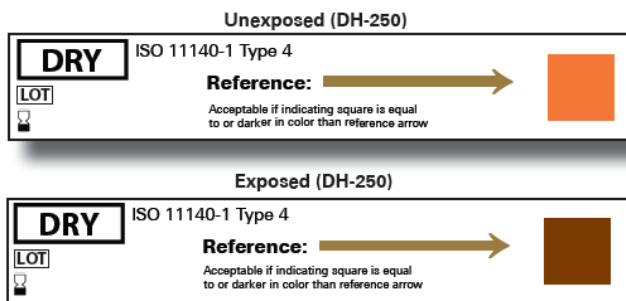 Unexposed (DH-250)
DRY
ISO 11140-1 Type 4
LOT
Reference:
Acceptable if indicating square is equal
to or darker in color than reference arrow
Exposed (DH-250)
DRY
ISO 11140-1 Type 4
LOT
Reference:
Acceptable if indicating square is equal
to or darker in color than reference arrow